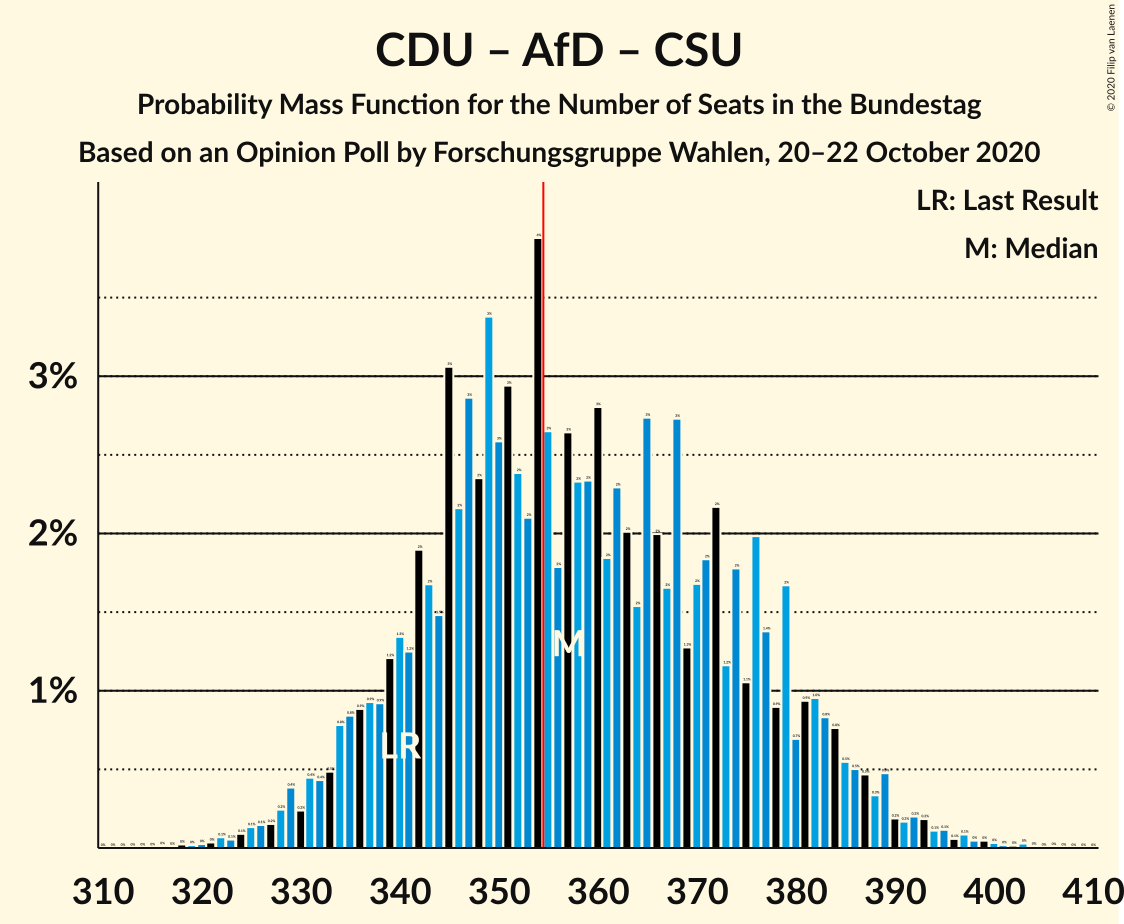 CDU – AfD – CSU
Probability Mass Function for the Number of Seats in the Bundestag
Based on an Opinion Poll by Forschungsgruppe Wahlen, 20–22 October 2020
© 2020 Filip van Laenen
LR: Last Result
M: Median
3%
2%
1%
M
LR
310 320 330 340 350 360 370 380 390 400 410